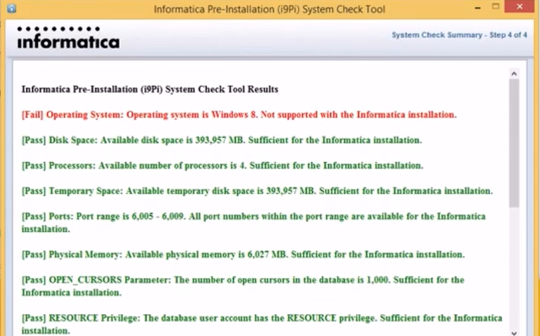 Informatica Pre-Installation (i9Pi) System Check Tool
informatica
System Check Summary - Step 4 of 4
Informatica Pre-Installation (i9Pi) System Check Tool Results
[Fail] Operating System: Operating system is Windows 8. Not supported with the Informatica installation.
[Pass] Disk Space: Available disk space is 393,957 MB. Sufficient for the Informatica installation.
[Pass] Processors: Available number of processors is 4. Sufficient for the Informatica installation.
[Pass] Temporary Space: Available temporary disk space is 393,957 MB. Sufficient for the Informatica installation.
[Pass] Ports: Port range is 6,005 - 6,009. All port numbers within the port range are available for the Informatica
installation.
[Pass] Physical Memory: Available physical memory is 6,027 MB. Sufficient for the Informatica installation.
[Pass] OPEN_CURSORS Parameter: The number of open cursors in the database is 1,000. Sufficient for the
Informatica installation.
[Pass] RESOURCE Privilege: The database user account has the RESOURCE privilege. Sufficient for the Informatica
installation.